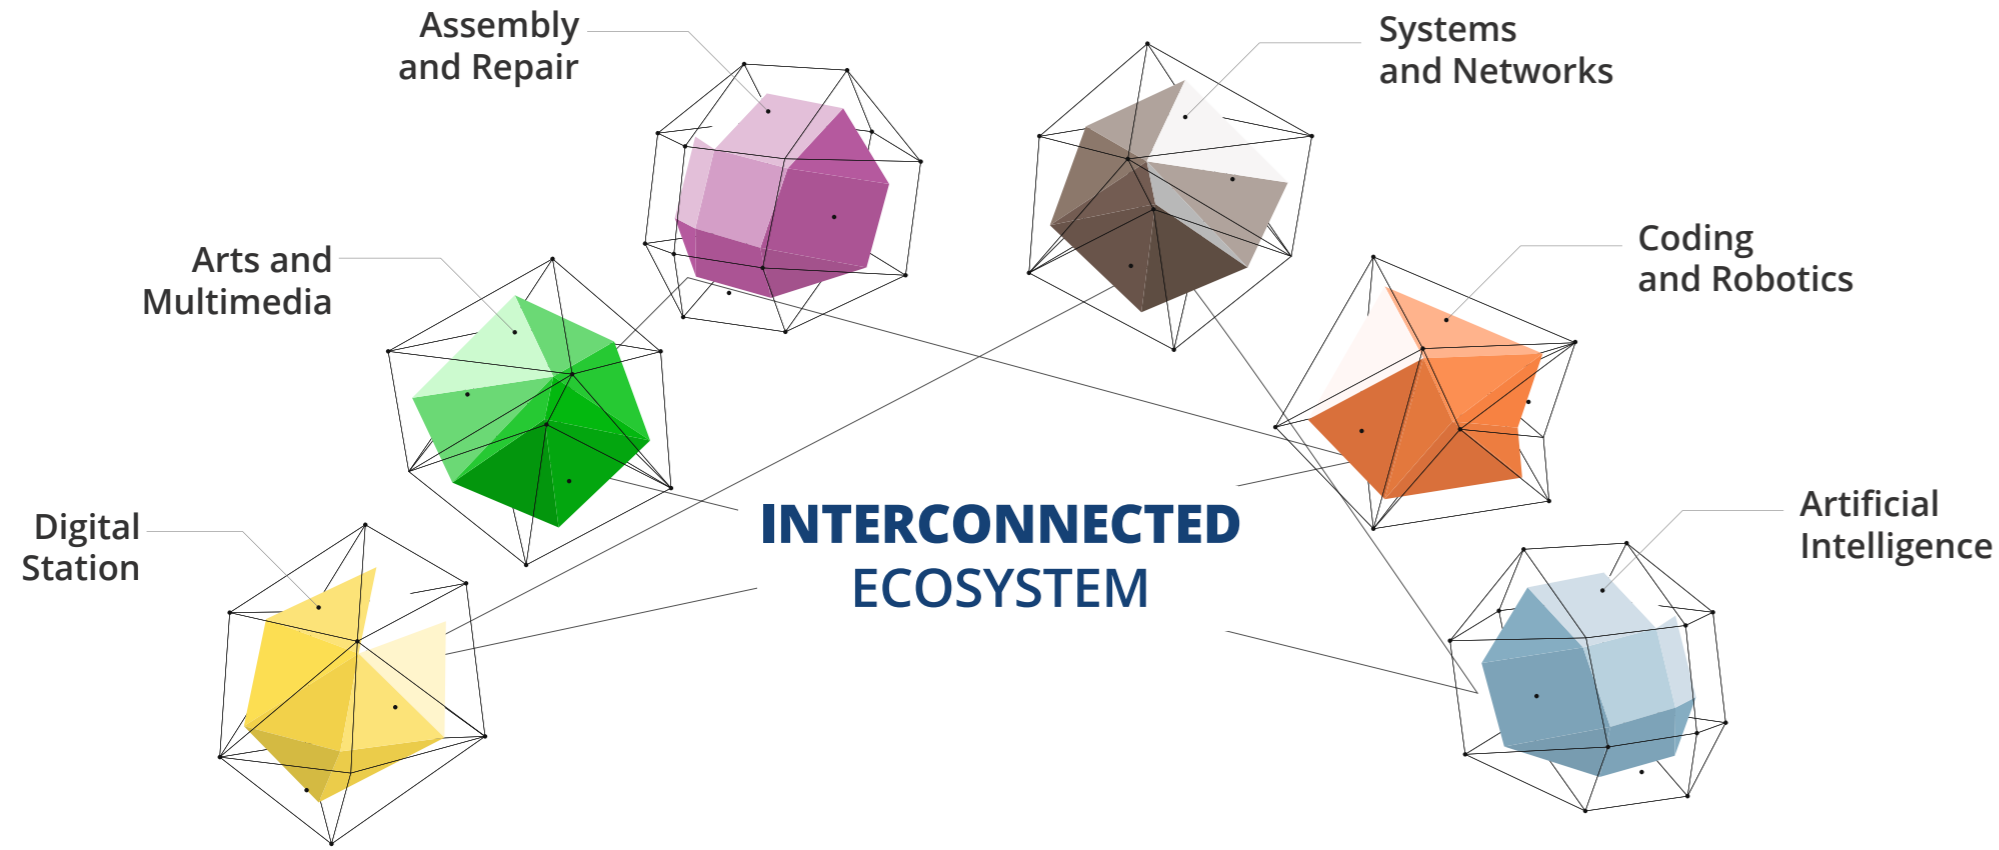 Assembly
and Repair
Systems
and Networks
Arts and
Multimedia
Coding
and Robotics
Digital
Station
INTERCONNECTED
ECOSYSTEM
Artificial
Intelligence